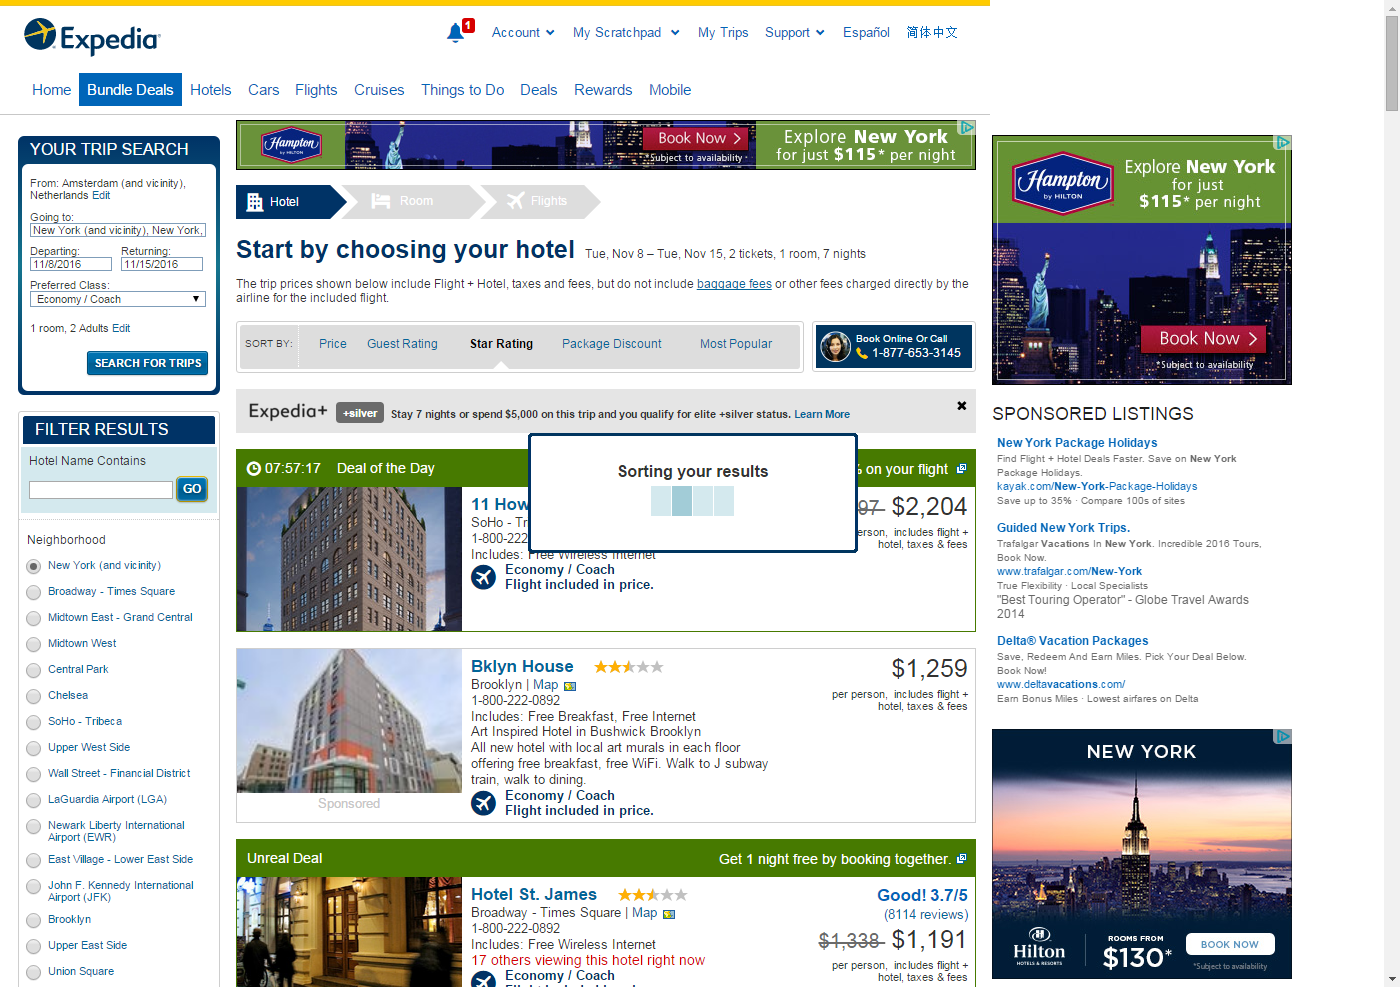 Expedia
1
Account
My Scratchpad
My Trips
Support
Español
简体中文
Home
Bundle Deals
Hotels
Cars
Flights
Cruises
Things to Do
Deals
Rewards
Mobile
YOUR TRIP SEARCH
From: Amsterdam (and vicinity),
Netherlands Edit
Going to:
New York (and vicinity), New York,
Departing:
Returning:
11/8/2016
11/15/2016
Preferred Class:
Economy / Coach
1 room, 2 Adults Edit
SEARCH FOR TRIPS
FILTER RESULTS
Hotel Name Contains
GO
Neighborhood
New York (and vicinity)
Broadway - Times Square
Midtown East - Grand Central
Midtown West
Central Park
Chelsea
SoHo - Tribeca
Upper West Side
Wall Street - Financial District
LaGuardia Airport (LGA)
Newark Liberty International
Airport (EWR)
East Village - Lower East Side
John F. Kennedy International
Airport (JFK)
Brooklyn
Upper East Side
Union Square
Hampton
by HILTON
Book Now
*Subject to availability
Explore New York
for just $115* per night
Hotel
Room
Flights
Start by choosing your hotel
Tue, Nov 8 – Tue, Nov 15, 2 tickets, 1 room, 7 nights
The trip prices shown below include Flight + Hotel, taxes and fees, but do not include baggage fees or other fees charged directly by the
airline for the included flight.
SORT BY:
Price
Guest Rating
Star Rating
Package Discount
Most Popular
Book Online Or Call
1-877-653-3145
Expedia+
+silver
Stay 7 nights or spend $5,000 on this trip and you qualify for elite +silver status. Learn More
07:57:17
Deal of the Day
% on your flight
Sorting your results
11 How
SoHo - Tr
1-800-222
Includes: Free Wireless Internet
Economy / Coach
Flight included in price.
97
$2,204
person, includes flight +
hotel, taxes & fees
Bklyn House
Brooklyn | Map
1-800-222-0892
Includes: Free Breakfast, Free Internet
Art Inspired Hotel in Bushwick Brooklyn
All new hotel with local art murals in each floor
offering free breakfast, free WiFi. Walk to J subway
train, walk to dining.
Economy / Coach
Flight included in price.
Sponsored
$1,259
per person, includes flight +
hotel, taxes & fees
Unreal Deal
Get 1 night free by booking together.
Hotel St. James
Broadway - Times Square | Map
1-800-222-0892
Includes: Free Wireless Internet
17 others viewing this hotel right now
Economy / Coach
Flight included in price.
Good! 3.7/5
(8114 reviews)
$1,338
$1,191
per person, includes flight +
hotel, taxes & fees
Hampton
by HILTON
Explore New York
for just
$115* per night
Book Now
*Subject to availability
SPONSORED LISTINGS
New York Package Holidays
Find Flight + Hotel Deals Faster. Save on New York
Package Holidays.
kayak.com/New-York-Package-Holidays
Save up to 35% · Compare 100s of sites
Guided New York Trips.
Trafalgar Vacations In New York. Incredible 2016 Tours,
Book Now.
www.trafalgar.com/New-York
True Flexibility · Local Specialists
"Best Touring Operator" - Globe Travel Awards
2014
Delta® Vacation Packages
Save, Redeem And Earn Miles. Pick Your Deal Below.
Book Now!
www.deltavacations.com/
Earn Bonus Miles · Lowest airfares on Delta
NEW YORK
Hilton
HOTELS & RESORTS
ROOMS FROM
$130*
BOOK NOW
*Subject to availability